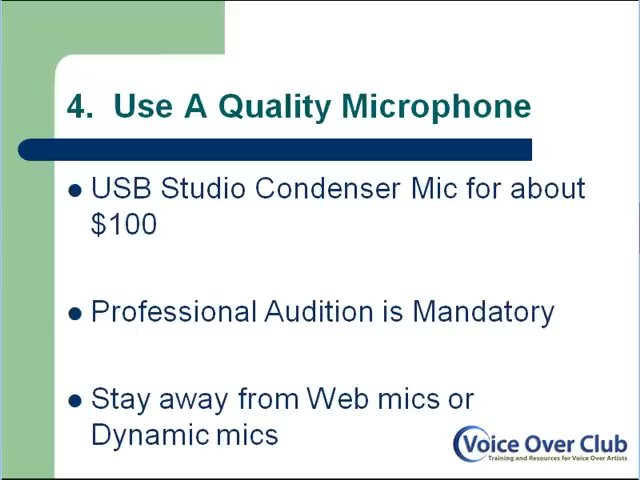 4. Use A Quality Microphone
USB Studio Condenser Mic for about
$100
Professional Audition is Mandatory
Stay away from Web mics or
Dynamic mics
Voice Over Club
Training and Resources for Voice Over Artists